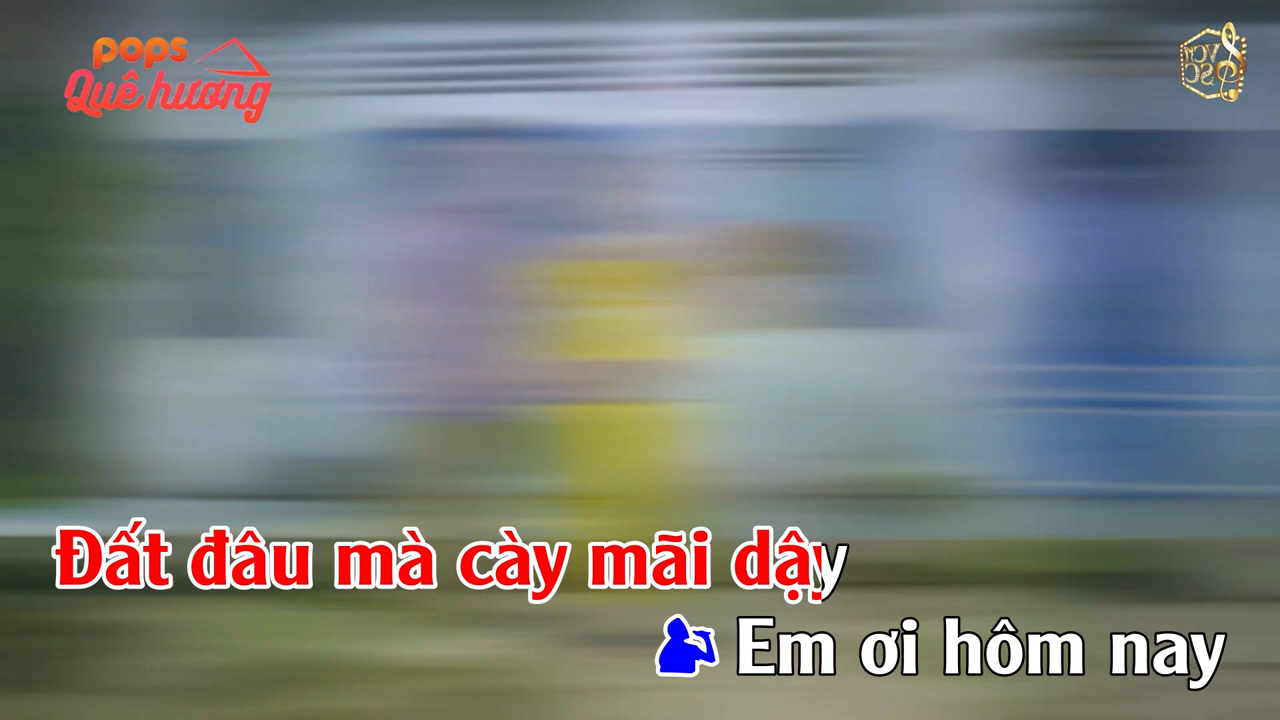 POPS
Quê hương
Đất đâu mà cày mãi dậy
Em ơi hôm nay